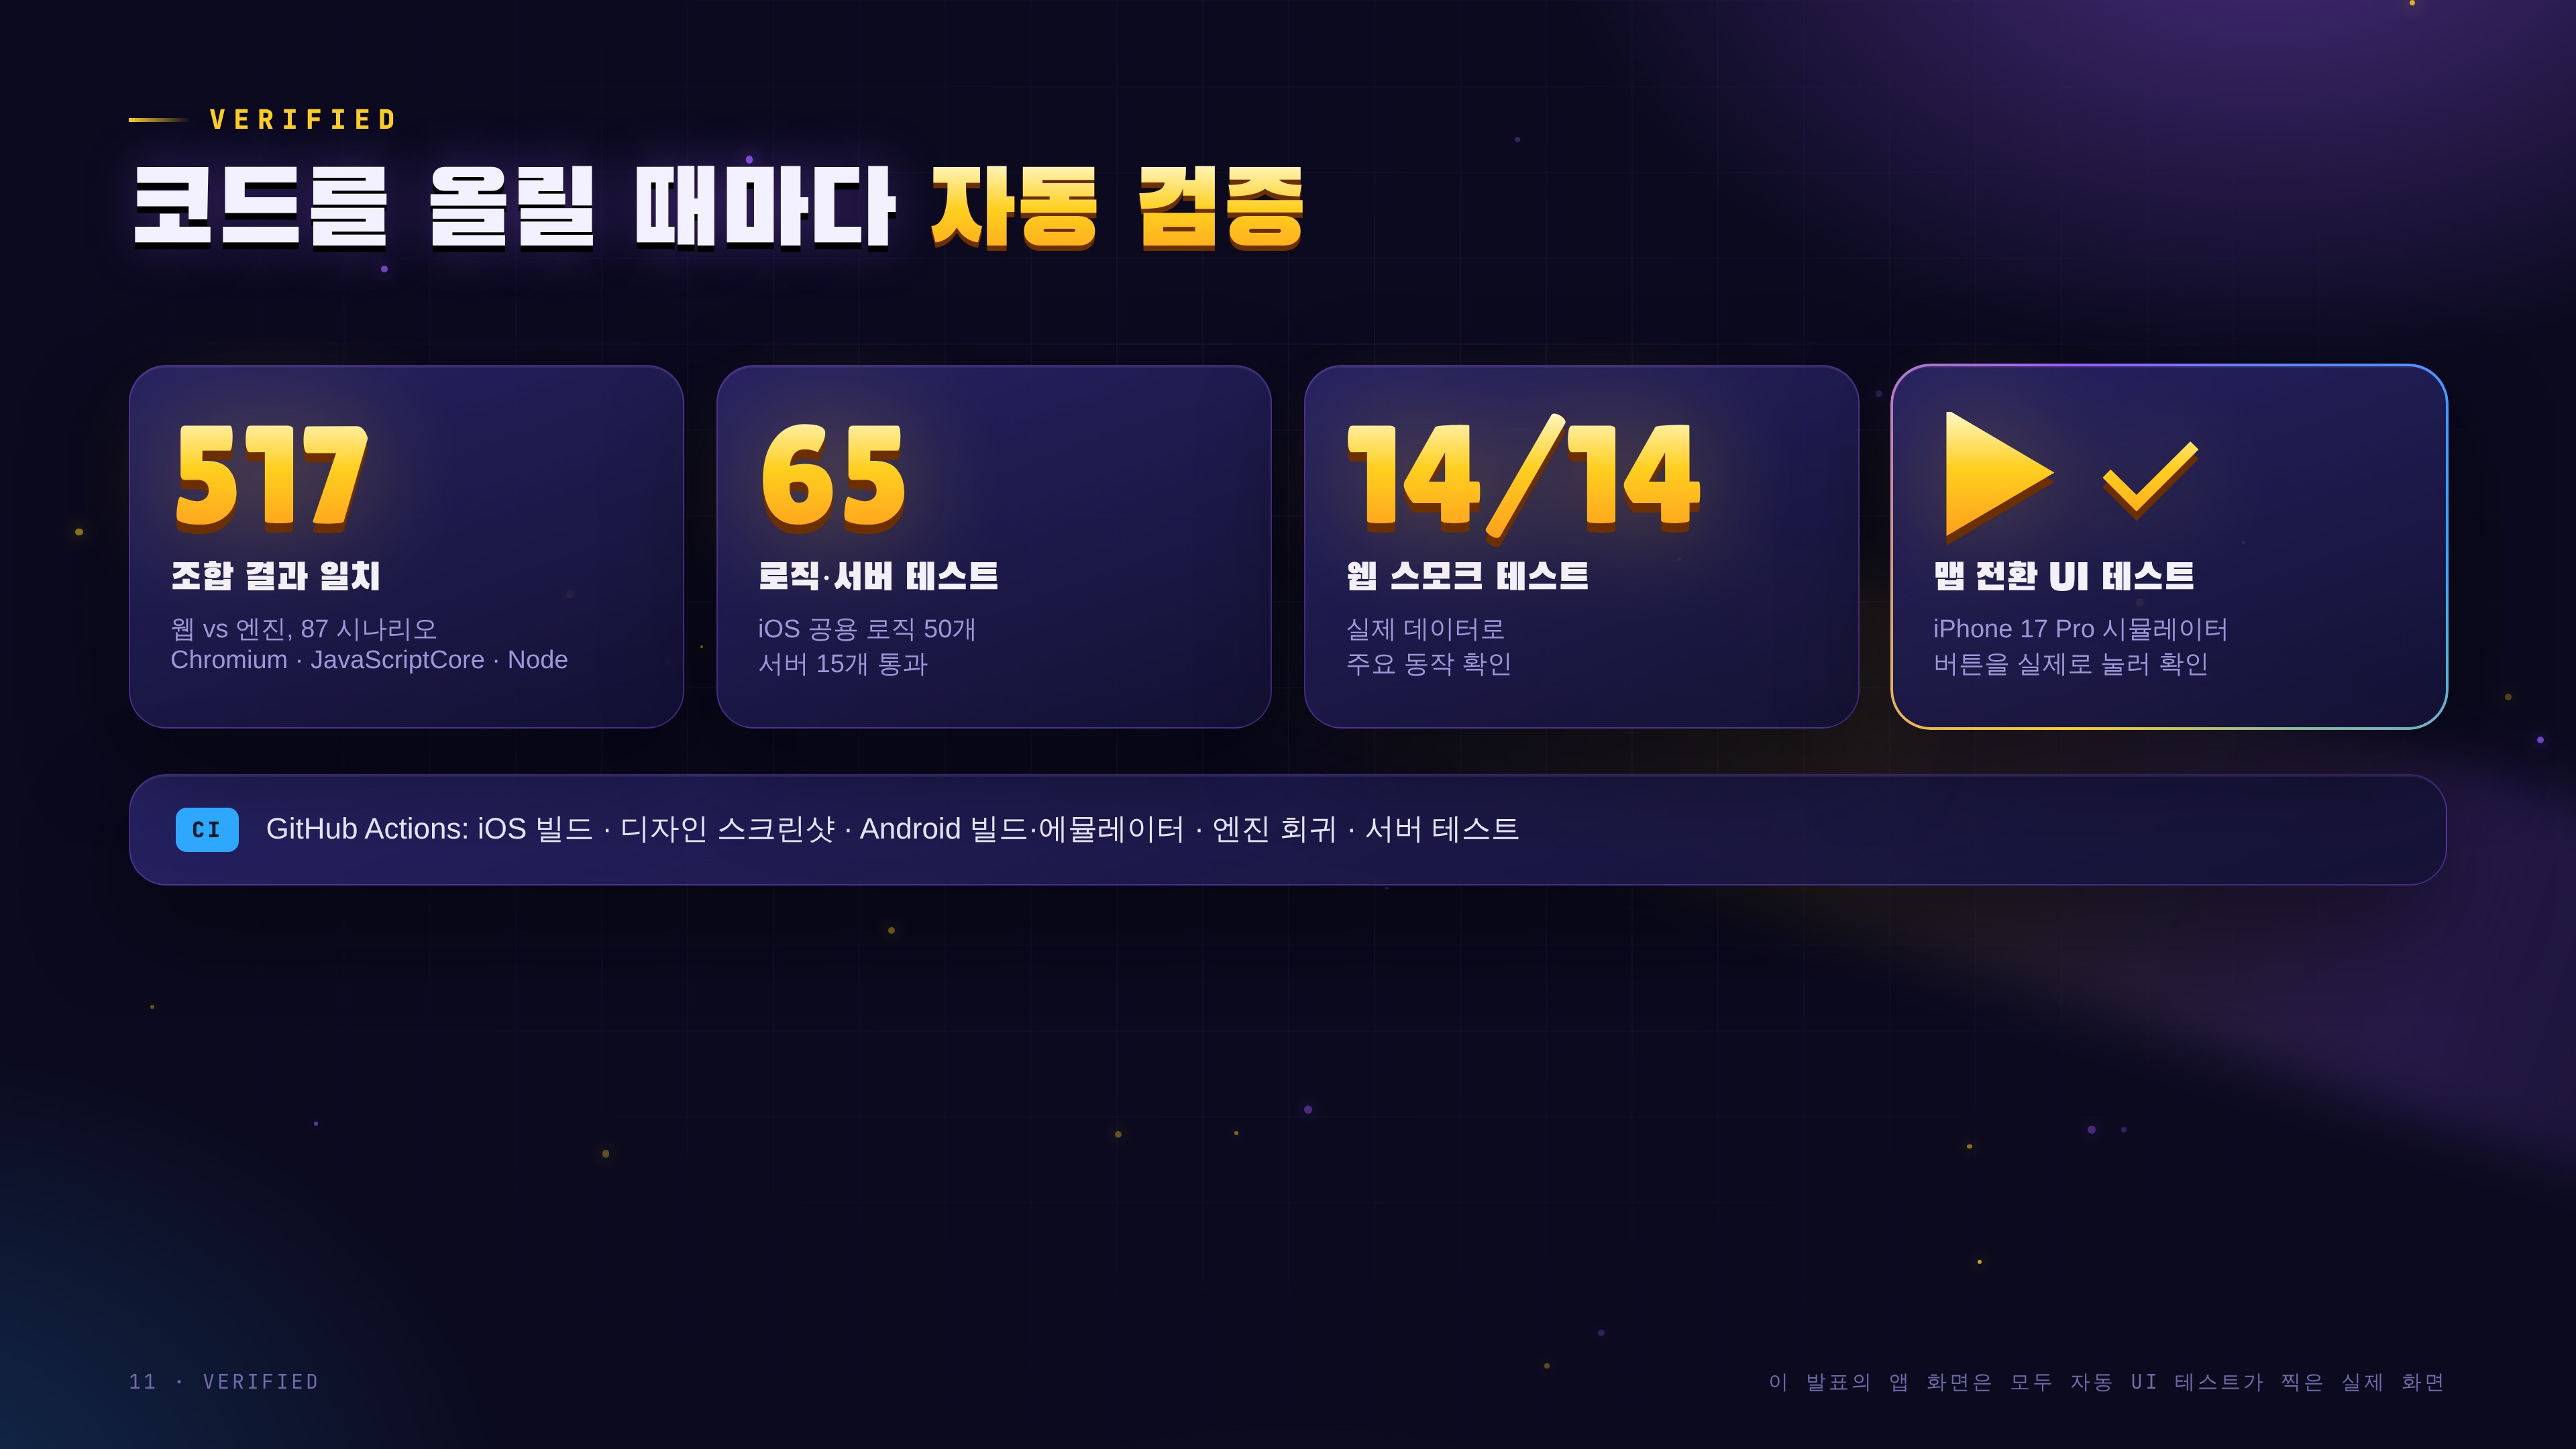 VERIFIED
코드를 올릴 때마다 자동 검증
517
조합 결과 일치
웹 vs 엔진, 87 시나리오
Chromium · JavaScriptCore · Node
65
로직·서버 테스트
iOS 공용 로직 50개
서버 15개 통과
14/14
웹 스모크 테스트
실제 데이터로
주요 동작 확인
▶ ✓
맵 전환 UI 테스트
iPhone 17 Pro 시뮬레이터
버튼을 실제로 눌러 확인
CI GitHub Actions: iOS 빌드 · 디자인 스크린샷 · Android 빌드·에뮬레이터 · 엔진 회귀 · 서버 테스트
11 · VERIFIED
이 발표의 앱 화면은 모두 자동 UI 테스트가 찍은 실제 화면